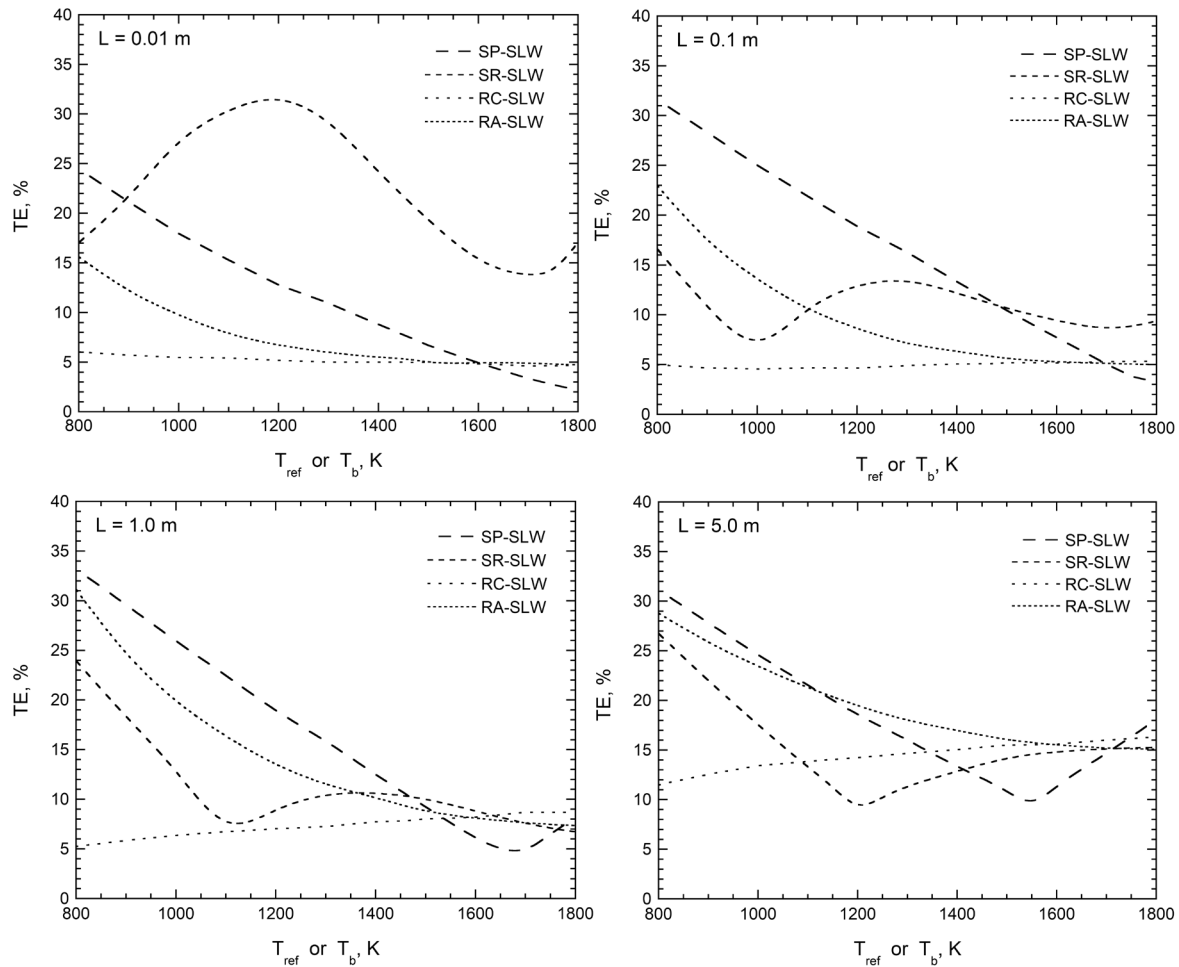 L = 0.01 m
SP-SLW
SR-SLW
RC-SLW
RA-SLW
TE, %
40
35
30
25
20
15
10
5
0
800 1000 1200 1400 1600 1800
T_ref or T_b, K
L = 0.1 m
SP-SLW
SR-SLW
RC-SLW
RA-SLW
TE, %
40
35
30
25
20
15
10
5
0
800 1000 1200 1400 1600 1800
T_ref or T_b, K
L = 1.0 m
SP-SLW
SR-SLW
RC-SLW
RA-SLW
TE, %
40
35
30
25
20
15
10
5
0
800 1000 1200 1400 1600 1800
T_ref or T_b, K
L = 5.0 m
SP-SLW
SR-SLW
RC-SLW
RA-SLW
TE, %
40
35
30
25
20
15
10
5
0
800 1000 1200 1400 1600 1800
T_ref or T_b, K